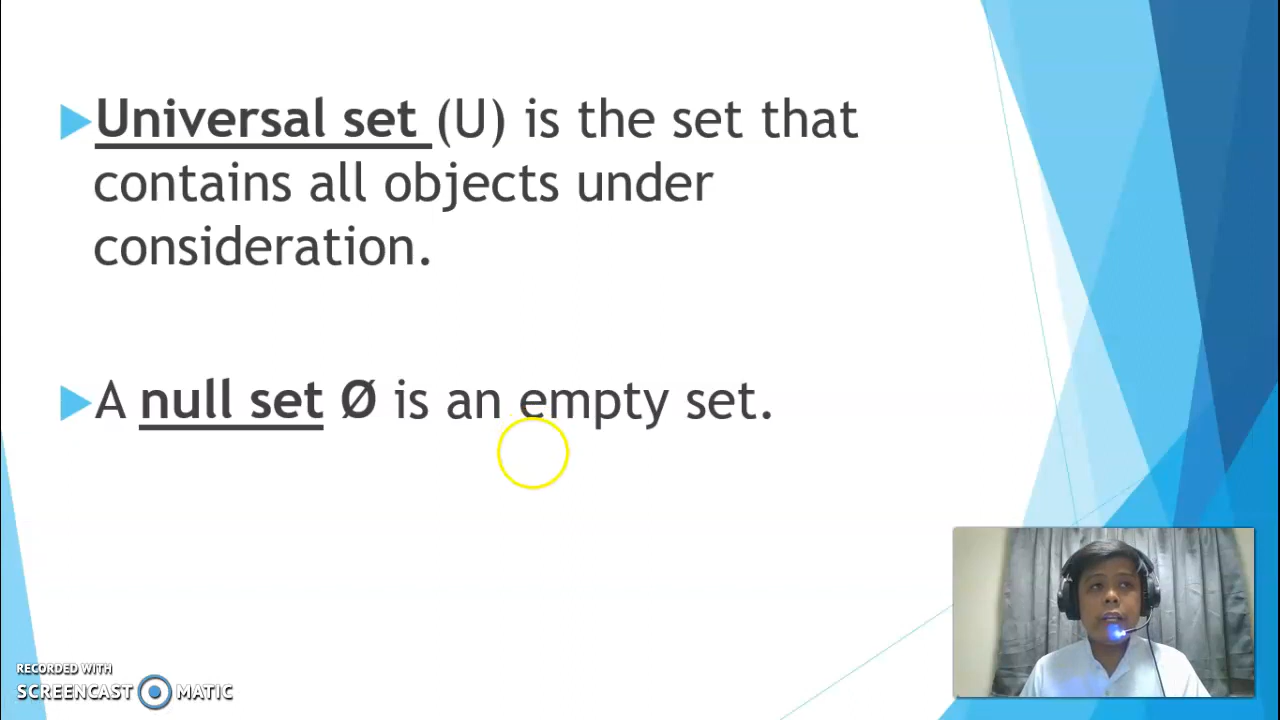 Universal set (U) is the set that
contains all objects under
consideration.
A null set Ø is an empty set.
RECORDED WITH
SCREENCAST MATIC